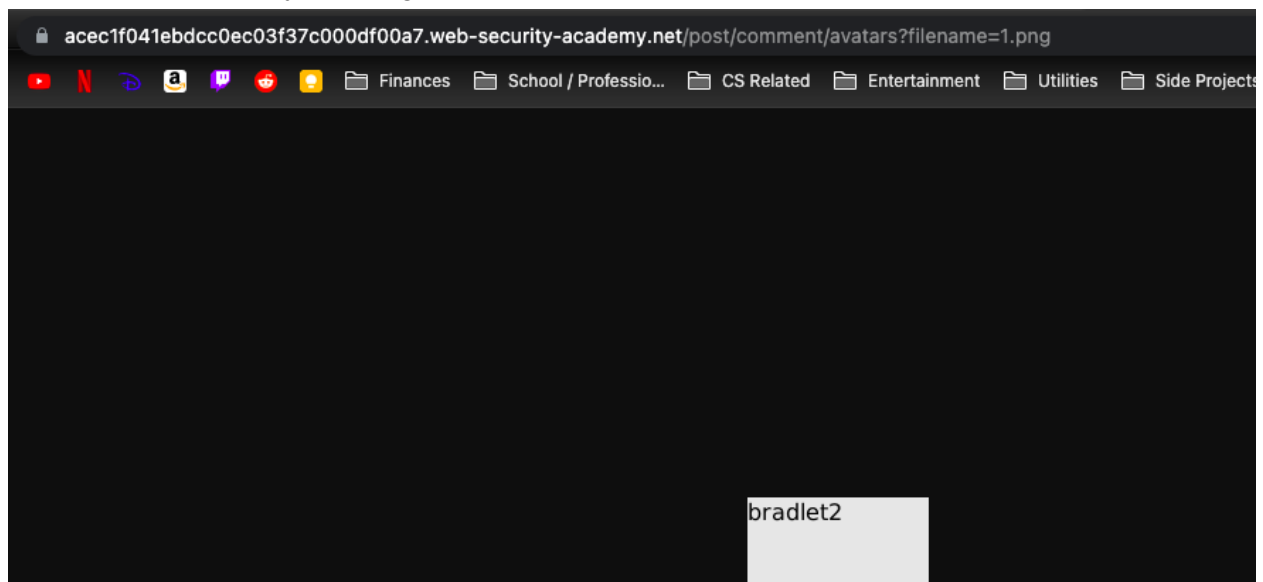 acec1f041ebdcc0ec03f37c000df00a7.web-security-academy.net/post/comment/avatars?filename=1.png
Finances School / Professio... CS Related Entertainment Utilities Side Projects
bradlet2